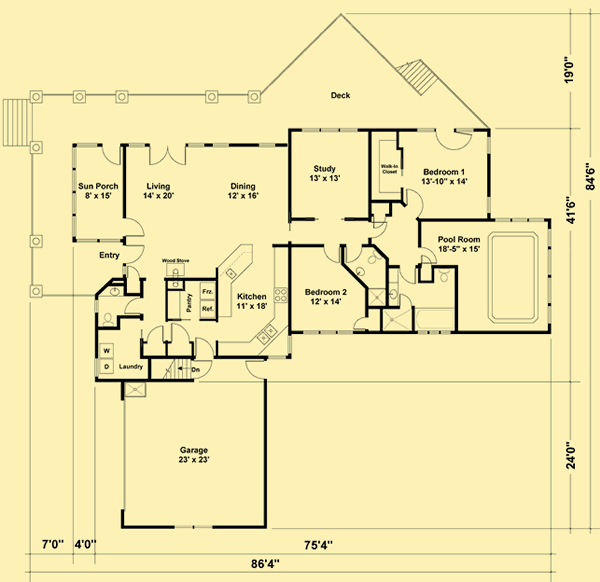 Deck
19'0"
84'6"
Study
13' x 13'
Walk-In
Closet
Bedroom 1
13'-10" x 14'
Sun Porch
8' x 15'
Living
14' x 20'
Dining
12' x 16'
41'6"
Pool Room
18'-5" x 15'
Entry
Wood Stove
Pantry
Frz.
Ref.
Kitchen
11' x 18'
Bedroom 2
12' x 14'
W
D
Laundry
Dn
Garage
23' x 23'
24'0"
7'0"
4'0"
75'4"
86'4"